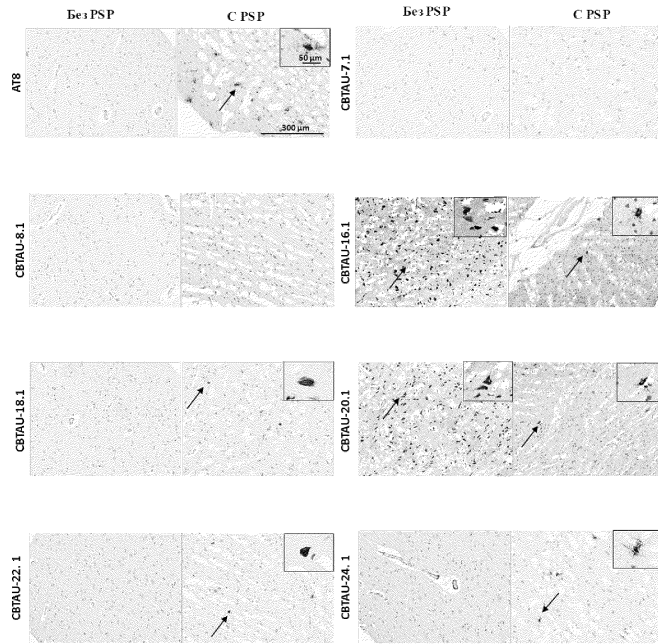 Без PSP
С PSP
Без PSP
С PSP
AT8
50 µm
300 µm
CBTAU-7.1
CBTAU-8.1
CBTAU-16.1
CBTAU-18.1
CBTAU-20.1
CBTAU-22. 1
CBTAU-24. 1